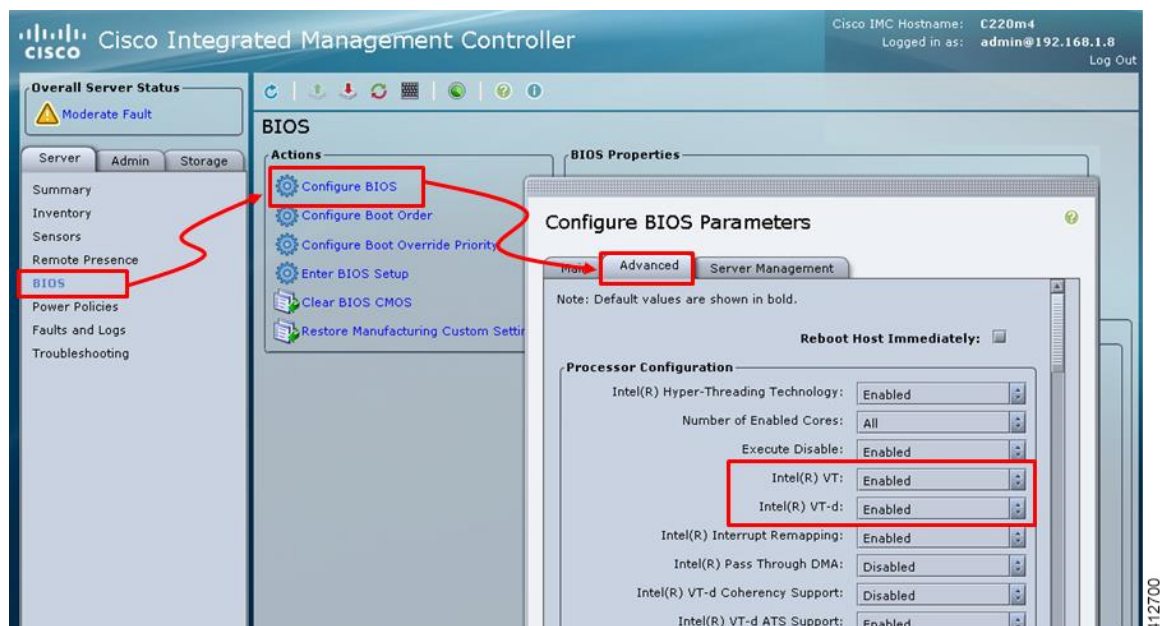 cisco Cisco Integrated Management Controller
Cisco IMC Hostname: C220m4
Logged in as: admin@192.168.1.8
Log Out
Overall Server Status
Moderate Fault
Server Admin Storage
Summary
Inventory
Sensors
Remote Presence
BIOS
Power Policies
Faults and Logs
Troubleshooting
BIOS
Actions
Configure BIOS
Configure Boot Order
Configure Boot Override Priority
Enter BIOS Setup
Clear BIOS CMOS
Restore Manufacturing Custom Settin
BIOS Properties
Configure BIOS Parameters
Main Advanced Server Management
Note: Default values are shown in bold.
Reboot Host Immediately:
Processor Configuration
Intel(R) Hyper-Threading Technology: Enabled
Number of Enabled Cores: All
Execute Disable: Enabled
Intel(R) VT: Enabled
Intel(R) VT-d: Enabled
Intel(R) Interrupt Remapping: Enabled
Intel(R) Pass Through DMA: Disabled
Intel(R) VT-d Coherency Support: Disabled
Intel(R) VT-d ATS Support: Enabled
412700